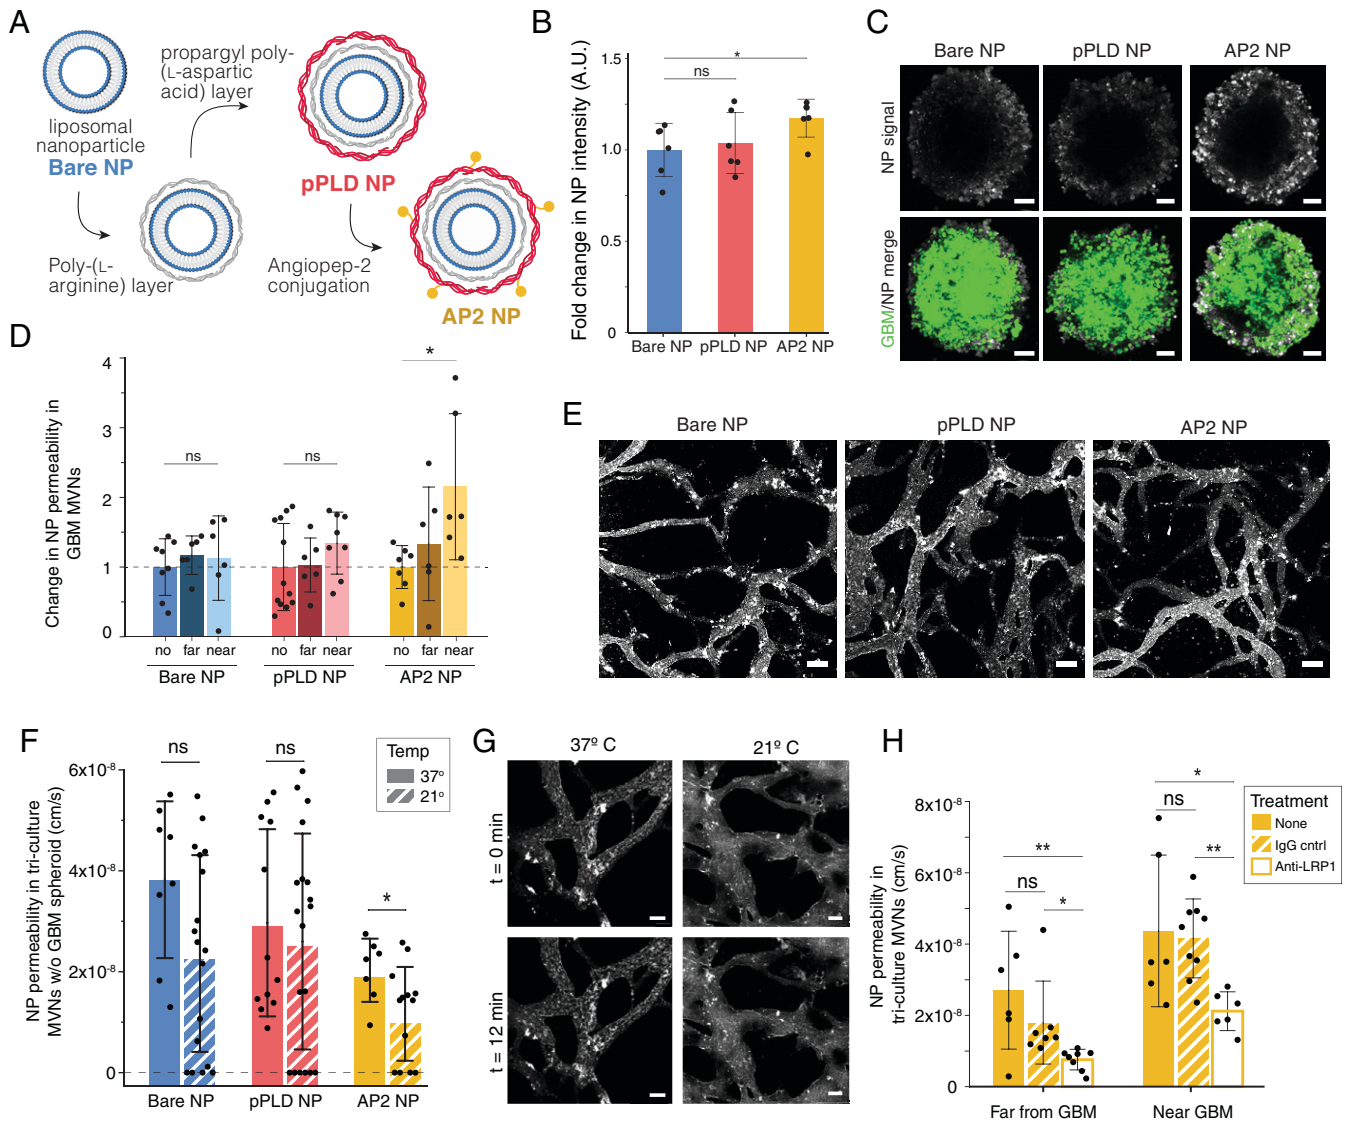 A
liposomal
nanoparticle
Bare NP
propargyl poly-
(L-aspartic
acid) layer
pPLD NP
Poly-(L-
arginine) layer
Angiopep-2
conjugation
AP2 NP
B
Fold change in NP intensity (A.U.)
1.5
1.0
0.5
0
ns
*
Bare NP
pPLD NP
AP2 NP
C
Bare NP
pPLD NP
AP2 NP
NP signal
GBM/NP merge
D
Change in NP permeability in
GBM MVNs
4
3
2
1
0
ns
ns
*
no far near
no far near
no far near
Bare NP
pPLD NP
AP2 NP
E
Bare NP
pPLD NP
AP2 NP
F
NP permeability in tri-culture
MVNs w/o GBM spheroid (cm/s)
6x10⁻⁸
4x10⁻⁸
2x10⁻⁸
0
ns
ns
*
Temp
37º
21º
Bare NP
pPLD NP
AP2 NP
G
37º C
21º C
t = 0 min
t = 12 min
H
NP permeability in
tri-culture MVNs (cm/s)
8x10⁻⁸
6x10⁻⁸
4x10⁻⁸
2x10⁻⁸
0
**
ns
*
*
ns
**
Treatment
None
IgG cntrl
Anti-LRP1
Far from GBM
Near GBM